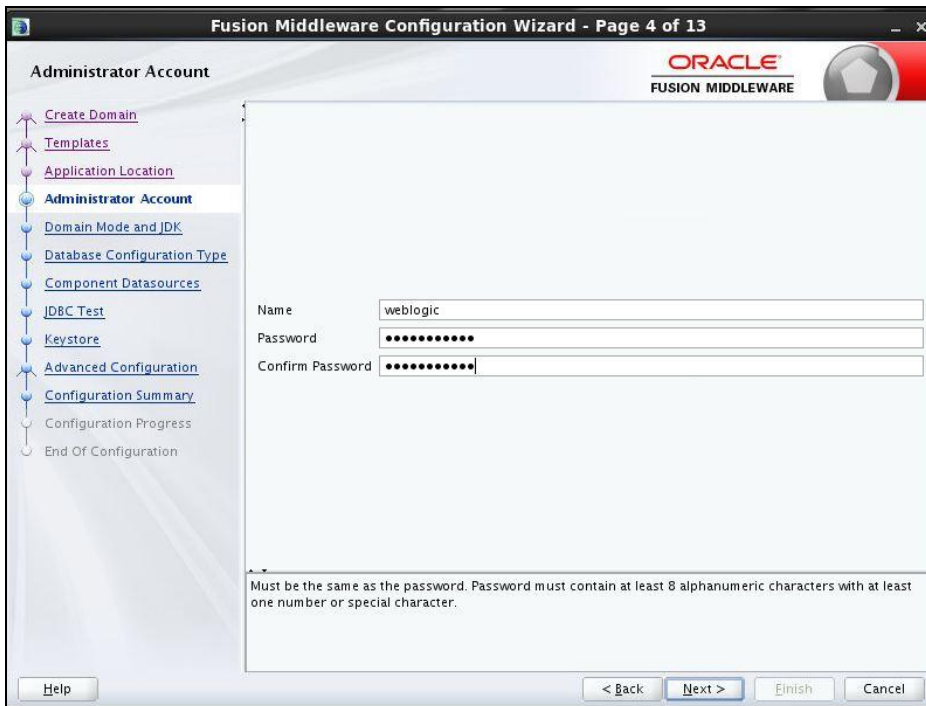 Fusion Middleware Configuration Wizard - Page 4 of 13
Administrator Account
ORACLE
FUSION MIDDLEWARE
Create Domain
Templates
Application Location
Administrator Account
Domain Mode and JDK
Database Configuration Type
Component Datasources
JDBC Test
Keystore
Advanced Configuration
Configuration Summary
Configuration Progress
End Of Configuration
Name weblogic
Password •••••••••••
Confirm Password •••••••••••
Must be the same as the password. Password must contain at least 8 alphanumeric characters with at least
one number or special character.
Help < Back Next > Finish Cancel